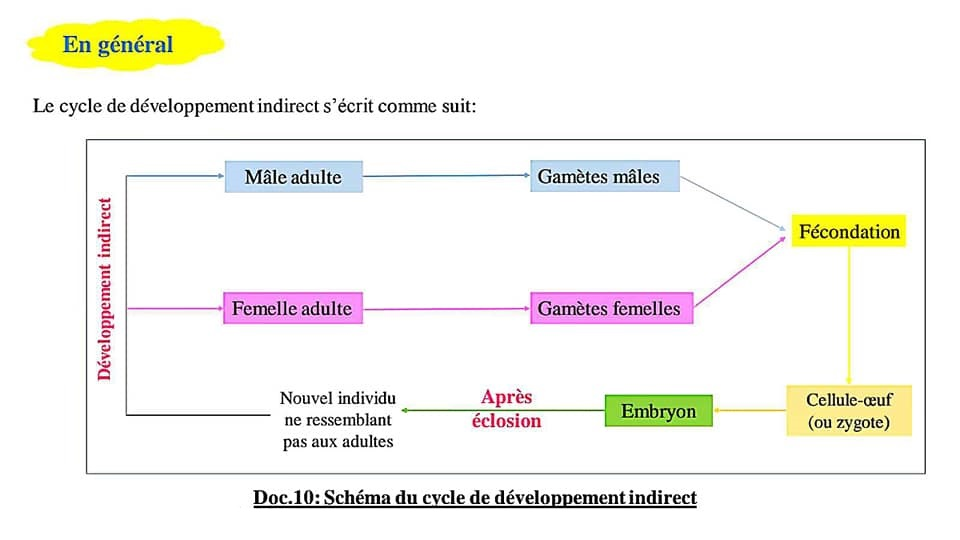 En général
Le cycle de développement indirect s’écrit comme suit:
Développement indirect
Mâle adulte
Gamètes mâles
Fécondation
Femelle adulte
Gamètes femelles
Nouvel individu
ne ressemblant
pas aux adultes
Après
éclosion
Embryon
Cellule-œuf
(ou zygote)
Doc.10: Schéma du cycle de développement indirect